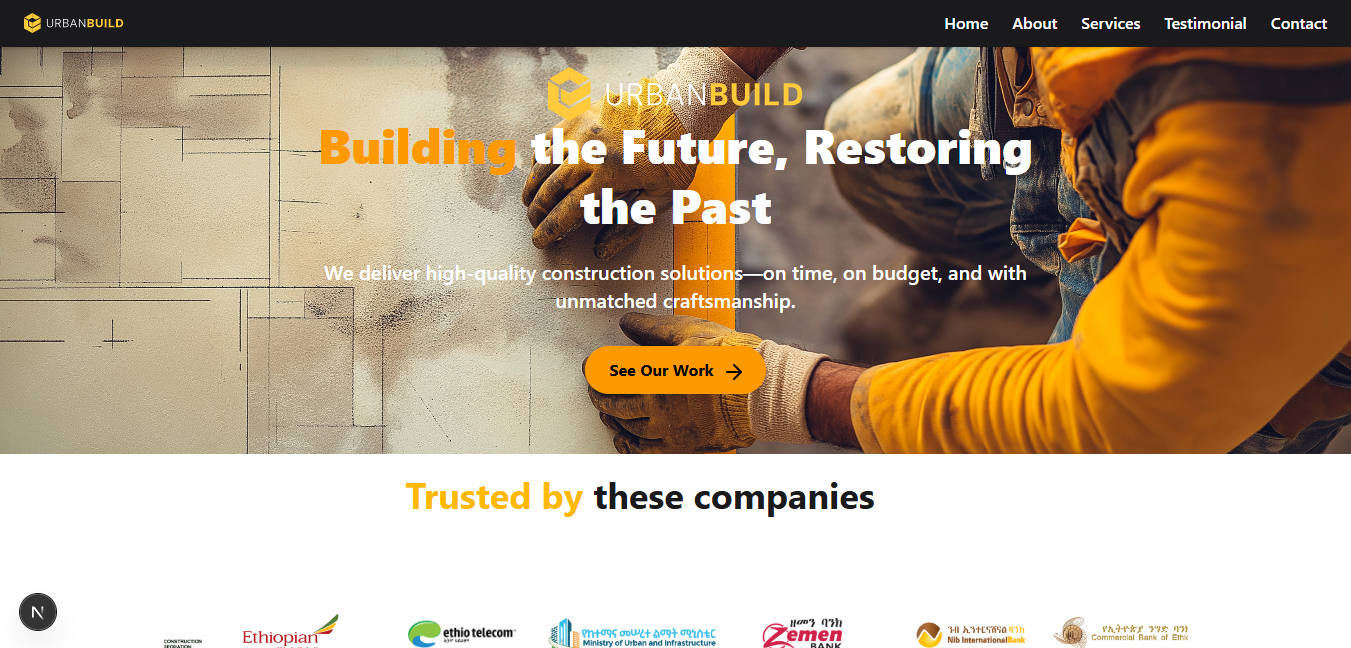 URBANBUILD
Home About Services Testimonial Contact
URBANBUILD
Building the Future, Restoring
the Past
We deliver high-quality construction solutions—on time, on budget, and with
unmatched craftsmanship.
See Our Work
Trusted by these companies
CONSTRUCTION
Ethiopian
ethio telecom
ኢትዮ ቴሌኮም
የከተማና መሠረተ ልማት ሚኒስቴር
Ministry of Urban and Infrastructure
ዘመን ባንክ
Zemen
BANK
ንብ ኢንተርናሽናል ባንክ
Nib International Bank
የኢትዮጵያ ንግድ ባንክ
Commercial Bank of Ethio
N